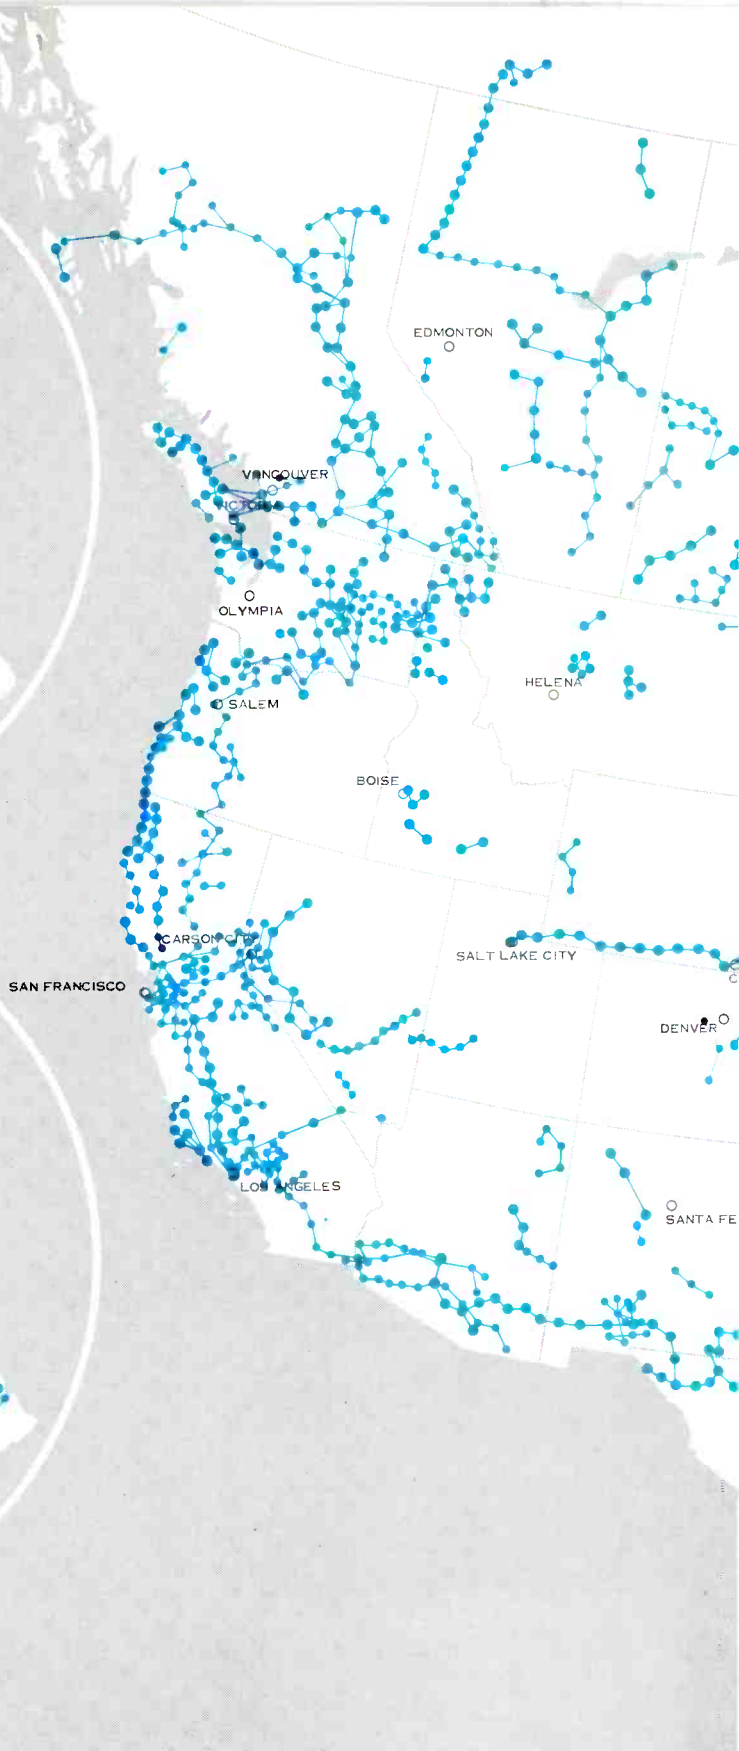 EDMONTON
VANCOUVER
VICTORIA
OLYMPIA
HELENA
SALEM
BOISE
CARSON CITY
SALT LAKE CITY
SAN FRANCISCO
DENVER
LOS ANGELES
SANTA FE